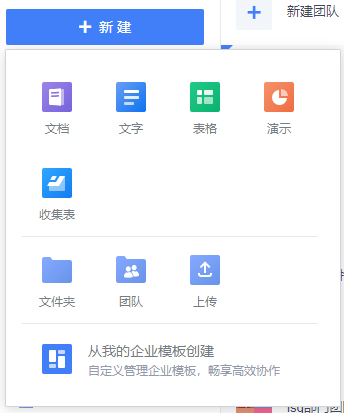 + 新建
新建团队
文档 文字 表格 演示
收集表
文件夹 团队 上传
从我的企业模板创建
自定义管理企业模板，畅享高效协作